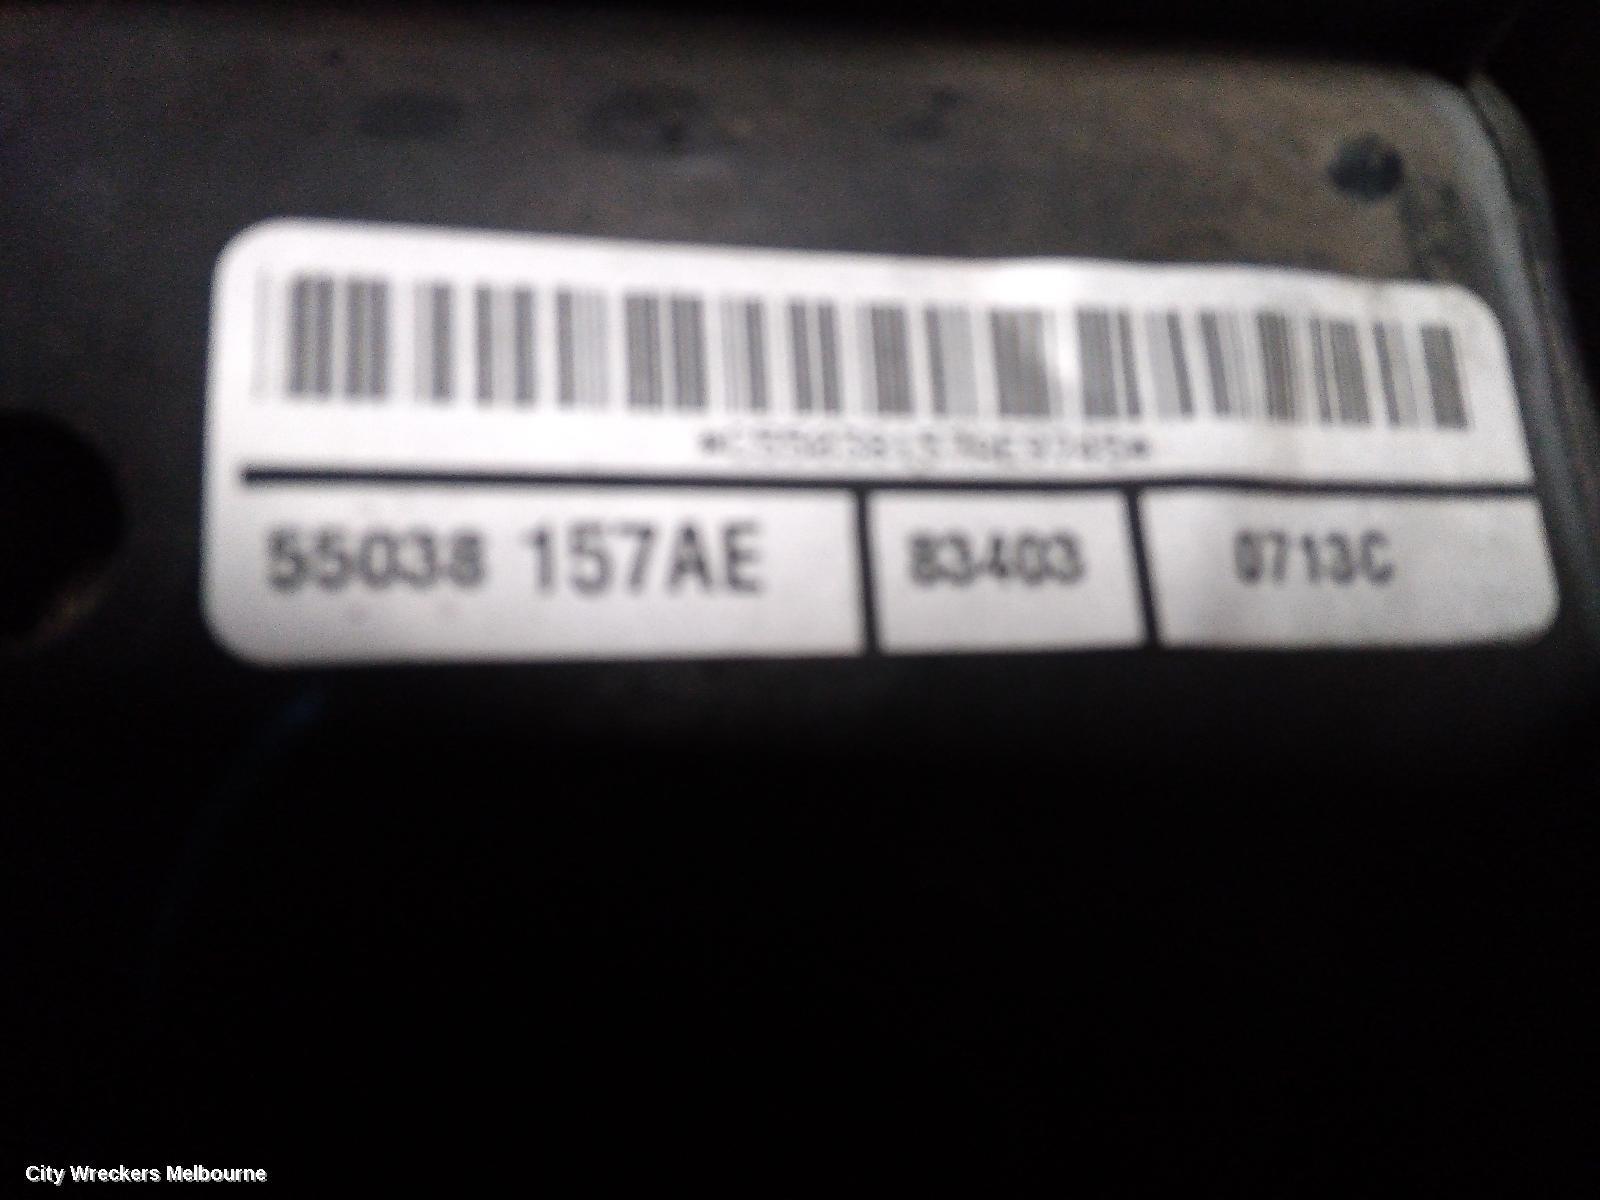 55038 157AE 83403 0713C
City Wreckers Melbourne